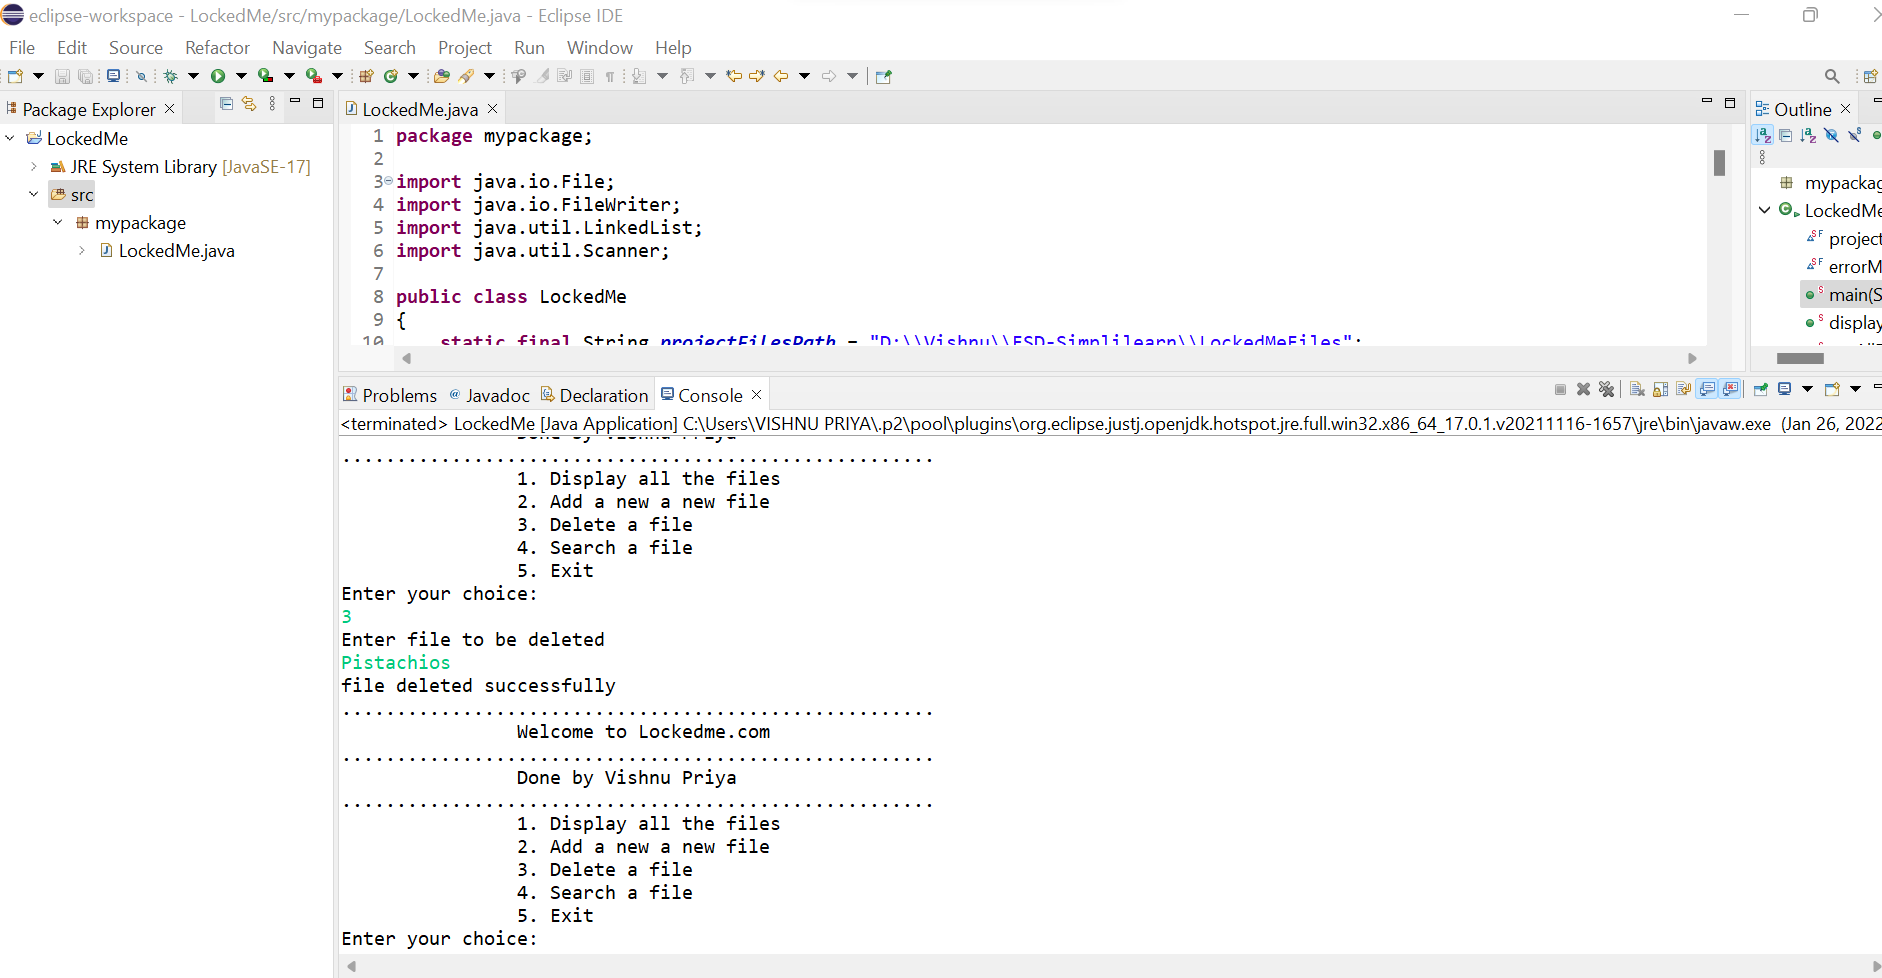 eclipse-workspace - LockedMe/src/mypackage/LockedMe.java - Eclipse IDE
File Edit Source Refactor Navigate Search Project Run Window Help
Package Explorer
LockedMe
JRE System Library [JavaSE-17]
src
mypackage
LockedMe.java
LockedMe.java
1 package mypackage;
2
3 import java.io.File;
4 import java.io.FileWriter;
5 import java.util.LinkedList;
6 import java.util.Scanner;
7
8 public class LockedMe
9 {
10 static final String projectFilesPath = "D:\\Vishnu\\FSD-Simplilearn\\LockedMeFiles";
Outline
mypackag
LockedMe
project
errorM
main(S
display
Problems Javadoc Declaration Console
<terminated> LockedMe [Java Application] C:\Users\VISHNU PRIYA\.p2\pool\plugins\org.eclipse.justj.openjdk.hotspot.jre.full.win32.x86_64_17.0.1.v20211116-1657\jre\bin\javaw.exe (Jan 26, 2022
Done by Vishnu Priya
......................................................
1. Display all the files
2. Add a new a new file
3. Delete a file
4. Search a file
5. Exit
Enter your choice:
3
Enter file to be deleted
Pistachios
file deleted successfully
......................................................
Welcome to Lockedme.com
......................................................
Done by Vishnu Priya
......................................................
1. Display all the files
2. Add a new a new file
3. Delete a file
4. Search a file
5. Exit
Enter your choice: